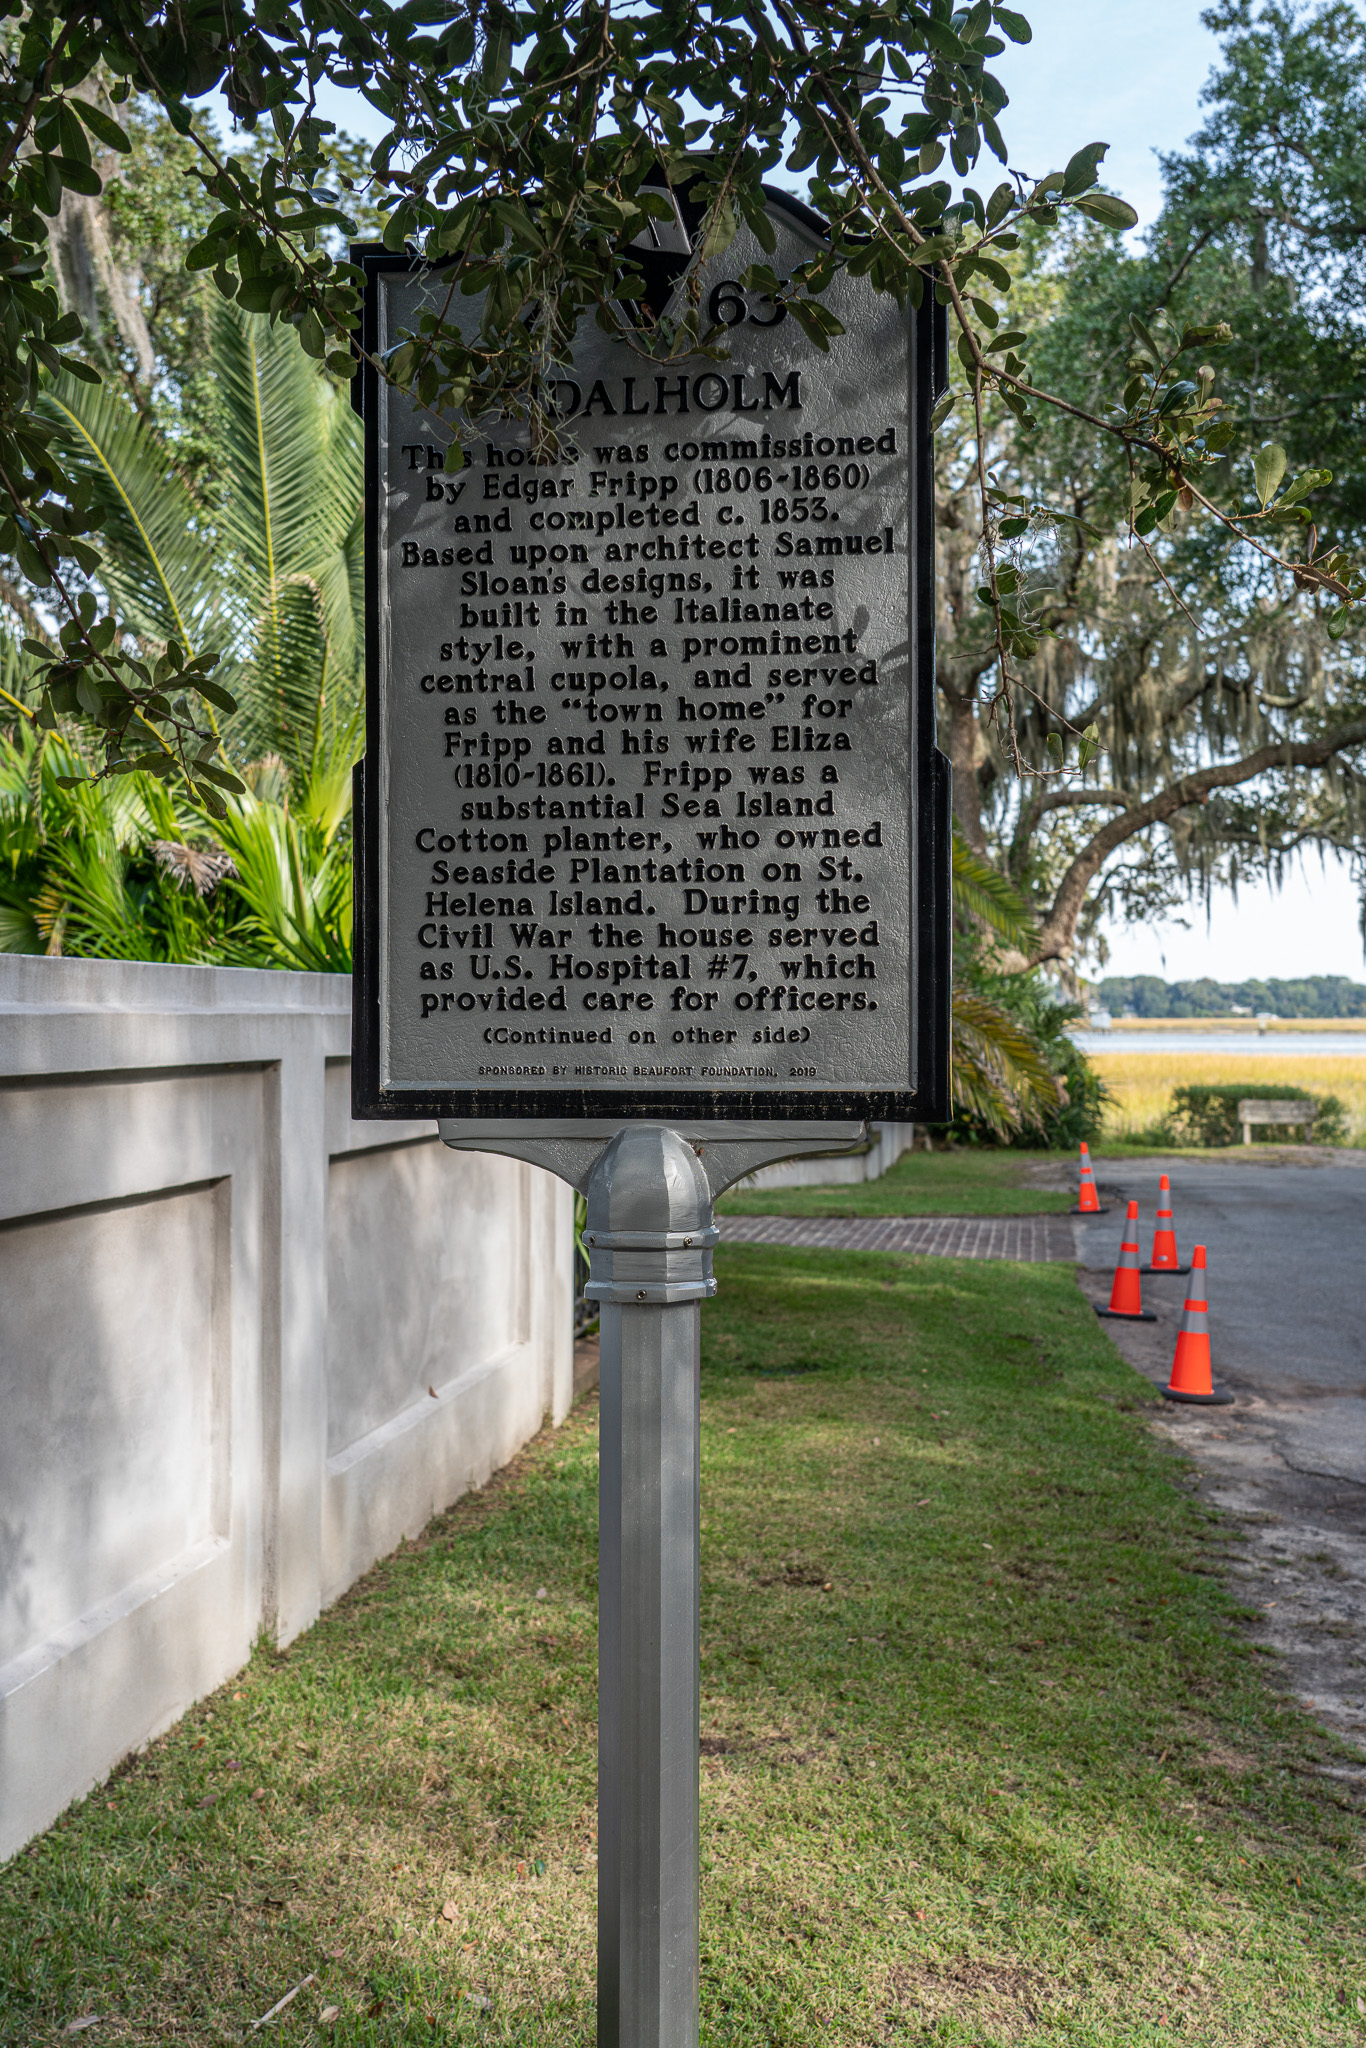 63
DALHOLM
This house was commissioned
by Edgar Fripp (1806-1860)
and completed c. 1853.
Based upon architect Samuel
Sloan's designs, it was
built in the Italianate
style, with a prominent
central cupola, and served
as the “town home” for
Fripp and his wife Eliza
(1810-1861). Fripp was a
substantial Sea Island
Cotton planter, who owned
Seaside Plantation on St.
Helena Island. During the
Civil War the house served
as U.S. Hospital #7, which
provided care for officers.
(Continued on other side)
SPONSORED BY HISTORIC BEAUFORT FOUNDATION, 2019